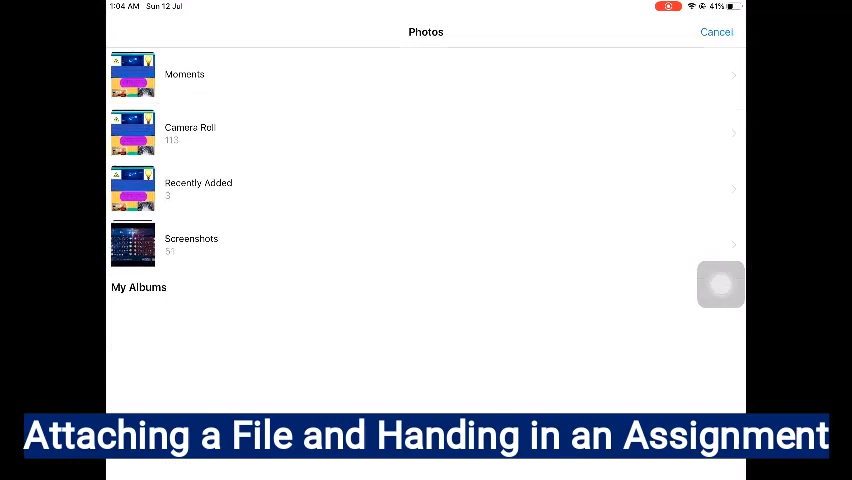 1:04 AM Sun 12 Jul
41%
Photos
Cancel
Moments
Camera Roll
113
Recently Added
3
Screenshots
51
My Albums
Attaching a File and Handing in an Assignment